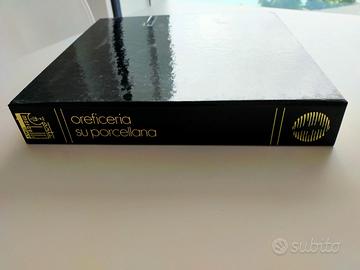 oreficeria
su porcellana
subito